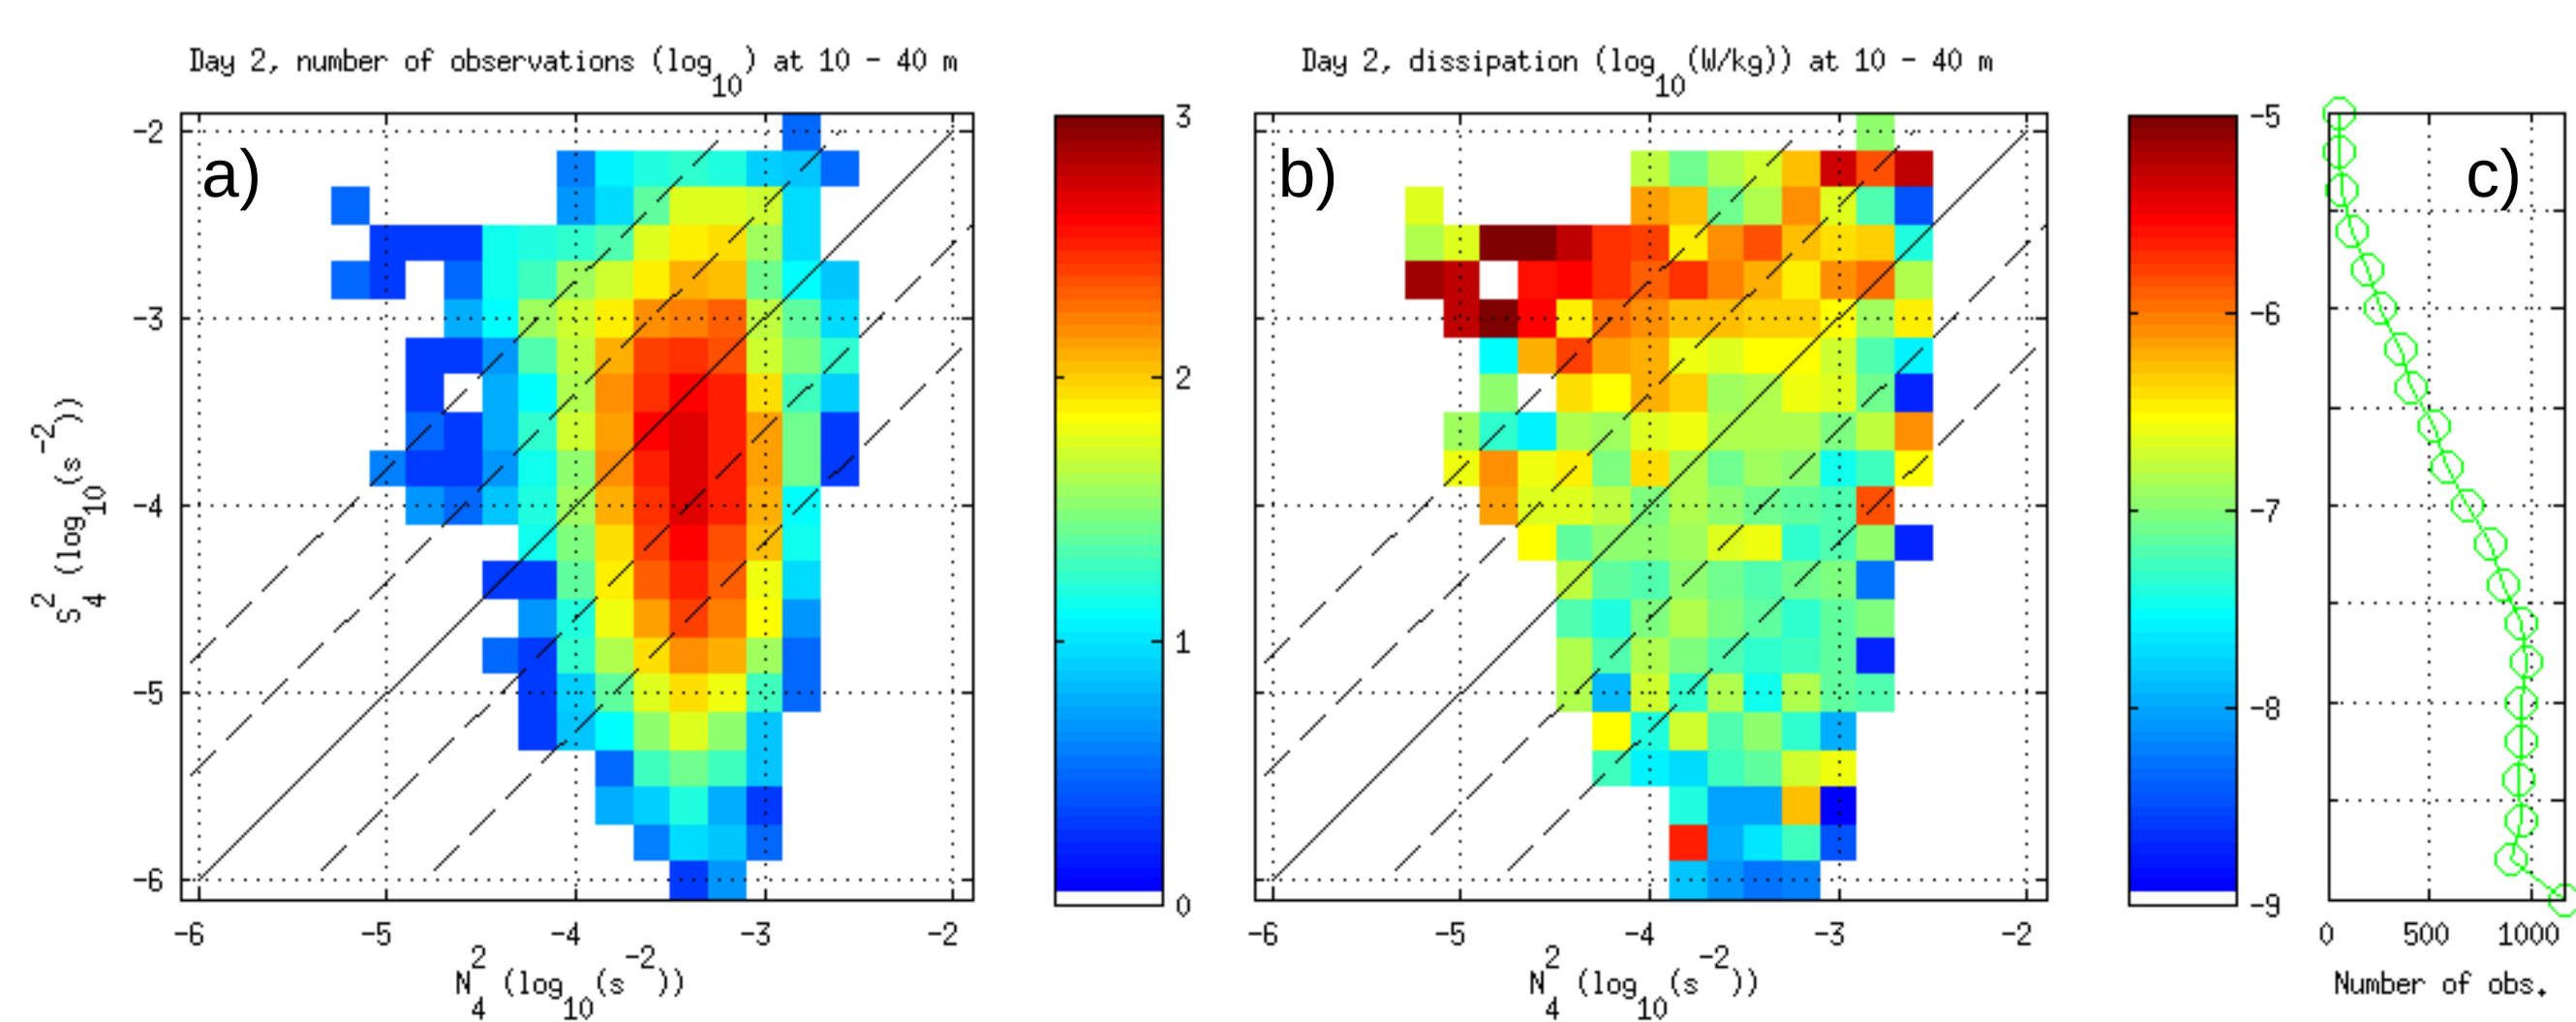 Day 2, number of observations (log10) at 10 - 40 m
a)
-2
-3
-4
-5
-6
S4^2 (log10(s^-2))
-6 -5 -4 -3 -2
N4^2 (log10(s^-2))
3
2
1
0
Day 2, dissipation (log10(W/kg)) at 10 - 40 m
b)
-6 -5 -4 -3 -2
N4^2 (log10(s^-2))
-5
-6
-7
-8
-9
c)
0 500 1000
Number of obs.